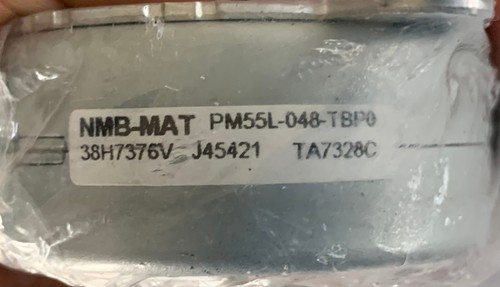 NMB-MAT PM55L-048-TBP0
38H7376V J45421 TA7328C